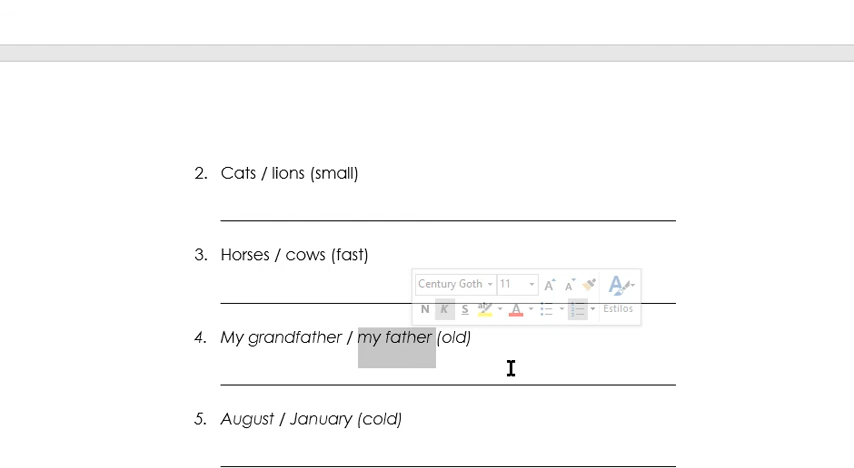 2. Cats / lions (small)
3. Horses / cows (fast)
Century Goth 11 A A A
N K S ab A Estilos
4. My grandfather / my father (old)
5. August / January (cold)